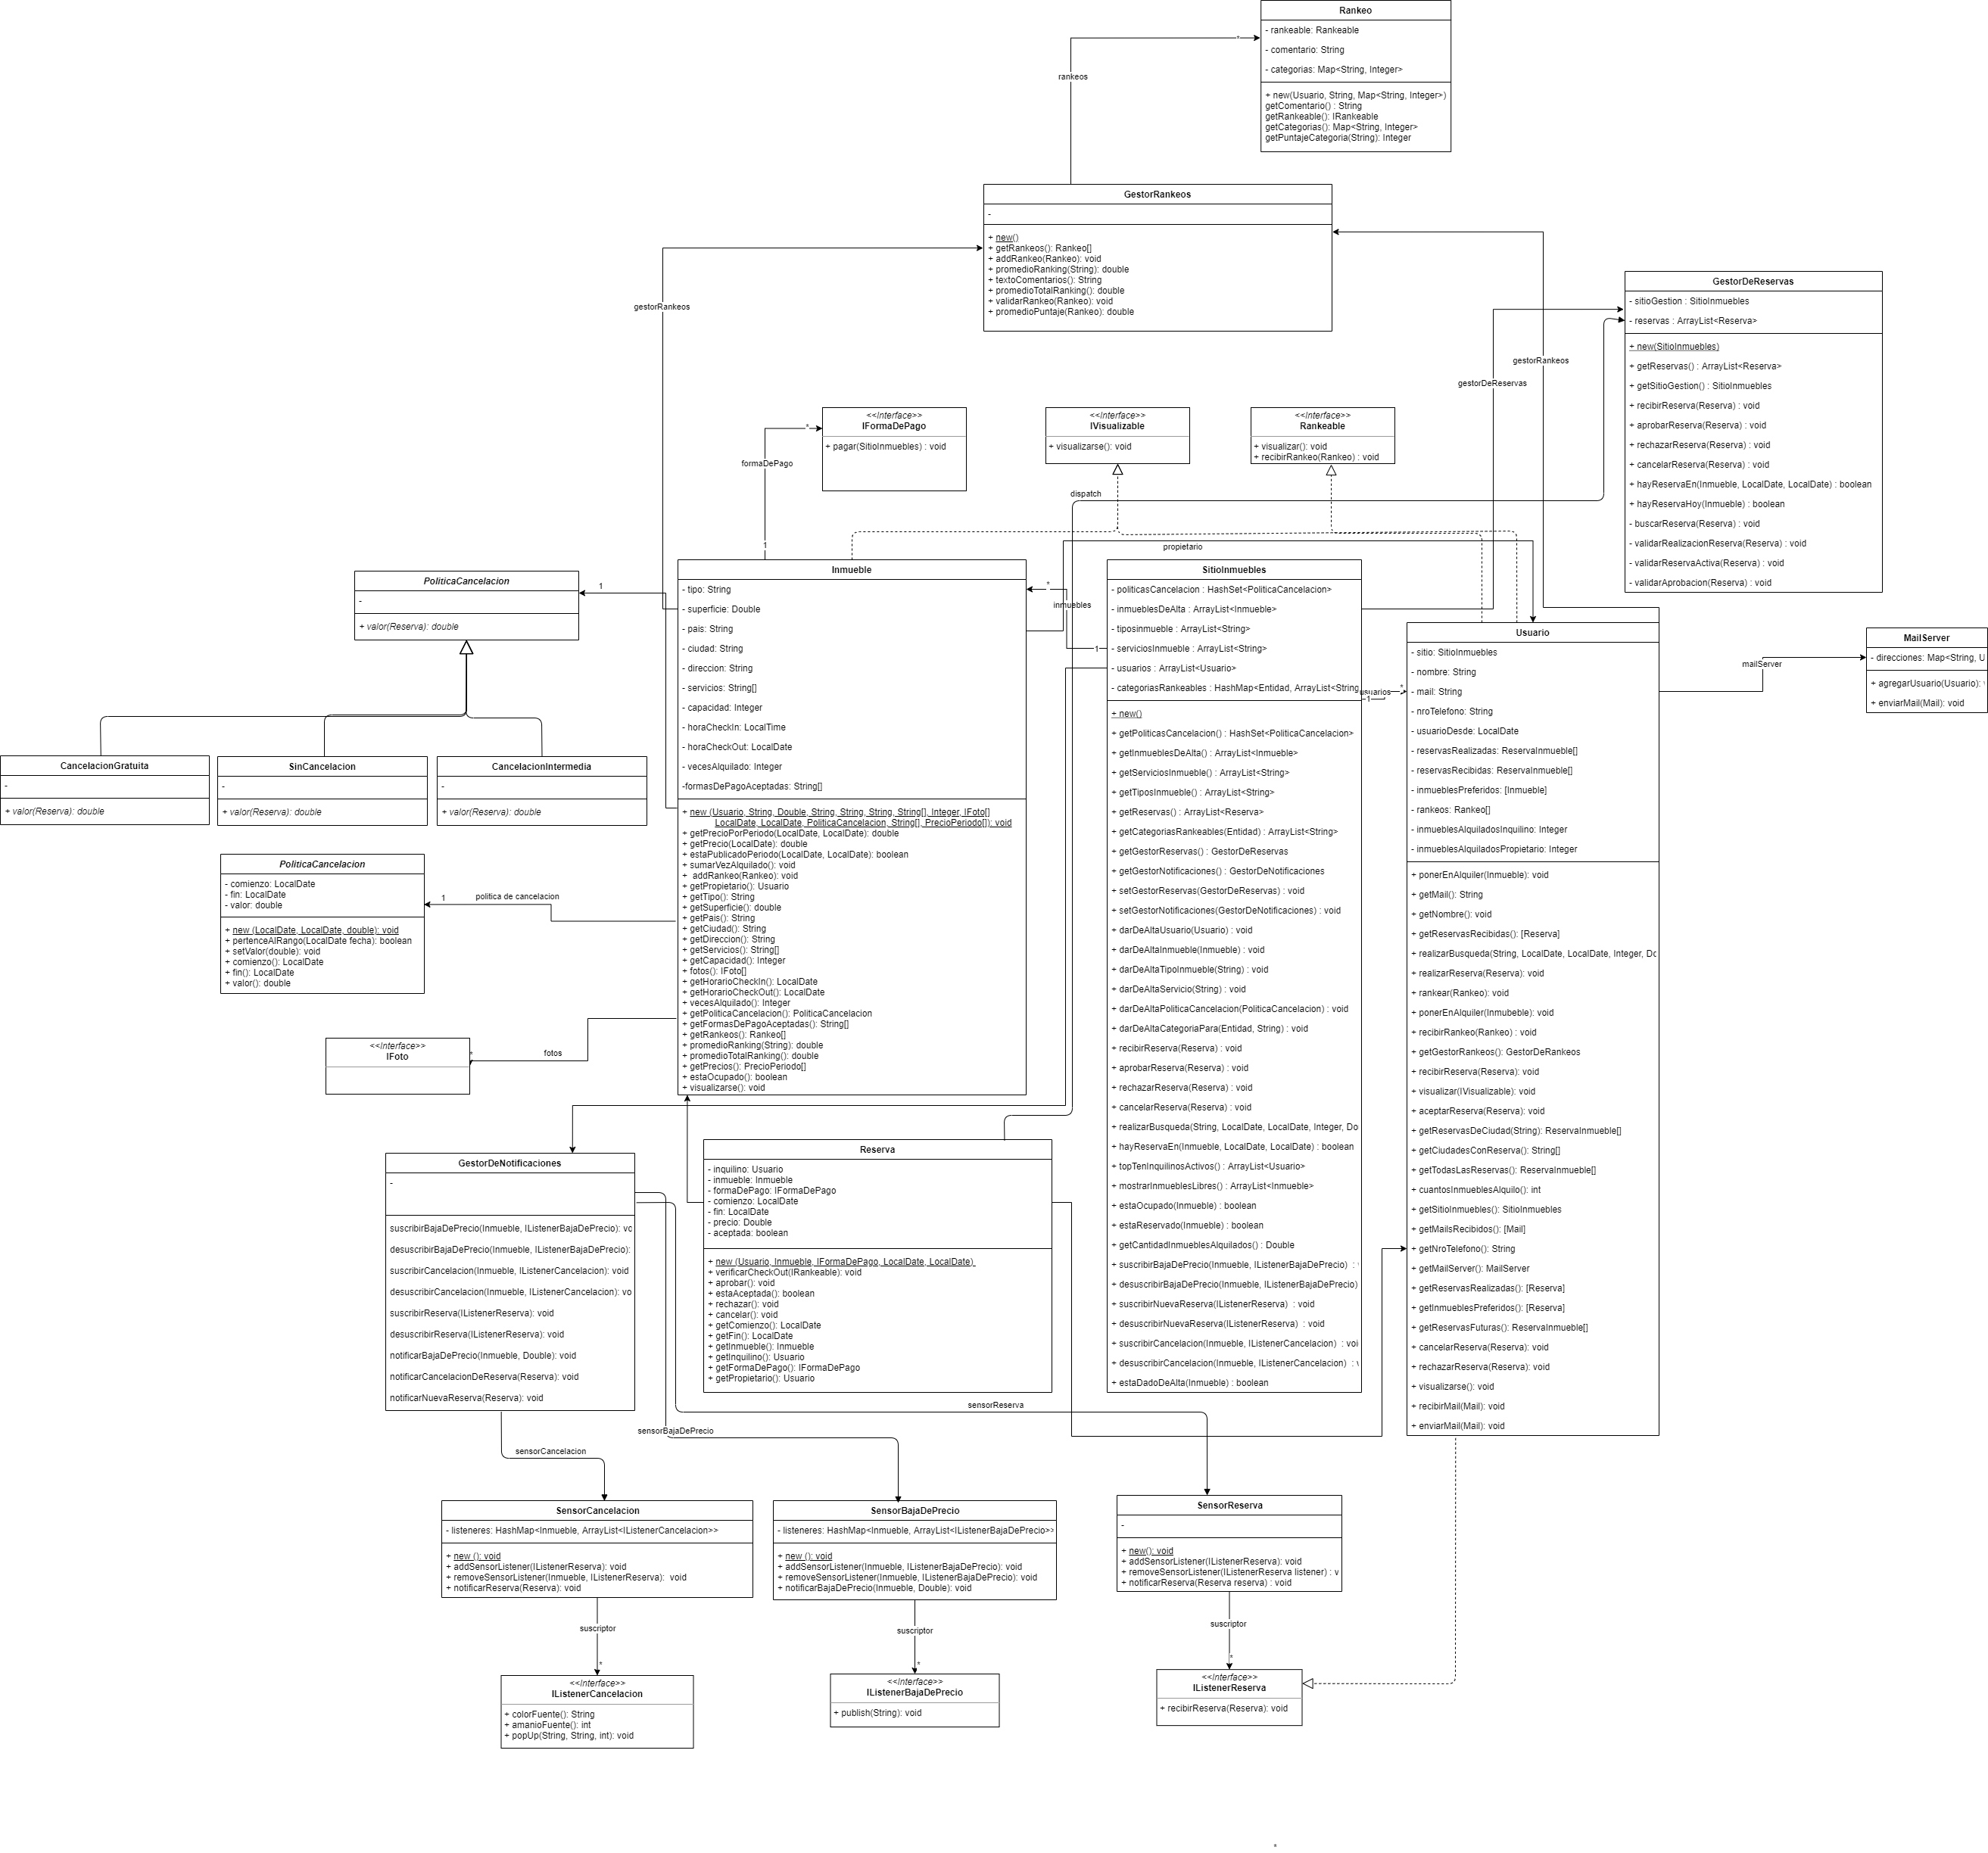 Rankeo
- rankeable: Rankeable
- comentario: String
- categorias: Map<String, Integer>
+ new(Usuario, String, Map<String, Integer>)
getComentario() : String
getRankeable(): IRankeable
getCategorias(): Map<String, Integer>
getPuntajeCategoria(String): Integer
*
rankeos
GestorRankeos
-
+ new()
+ getRankeos(): Rankeo[]
+ addRankeo(Rankeo): void
+ promedioRanking(String): double
+ textoComentarios(): String
+ promedioTotalRanking(): double
+ validarRankeo(Rankeo): void
+ promedioPuntaje(Rankeo): double
gestorRankeos
gestorRankeos
gestorDeReservas
GestorDeReservas
- sitioGestion : SitioInmuebles
- reservas : ArrayList<Reserva>
+ new(SitioInmuebles)
+ getReservas() : ArrayList<Reserva>
+ getSitioGestion() : SitioInmuebles
+ recibirReserva(Reserva) : void
+ aprobarReserva(Reserva) : void
+ rechazarReserva(Reserva) : void
+ cancelarReserva(Reserva) : void
+ hayReservaEn(Inmueble, LocalDate, LocalDate) : boolean
+ hayReservaHoy(Inmueble) : boolean
- buscarReserva(Reserva) : void
- validarRealizacionReserva(Reserva) : void
- validarReservaActiva(Reserva) : void
- validarAprobacion(Reserva) : void
<<interface>>
IFormaDePago
+ pagar(SitioInmuebles) : void
*
formaDePago
1
<<interface>>
IVisualizable
+ visualizarse(): void
<<interface>>
Rankeable
+ visualizar(): void
+ recibirRankeo(Rankeo) : void
dispatch
propietario
PoliticaCancelacion
-
+ valor(Reserva): double
1
CancelacionGratuita
-
+ valor(Reserva): double
SinCancelacion
-
+ valor(Reserva): double
CancelacionIntermedia
-
+ valor(Reserva): double
PoliticaCancelacion
- comienzo: LocalDate
- fin: LocalDate
- valor: double
+ new (LocalDate, LocalDate, double): void
+ pertenceAlRango(LocalDate fecha): boolean
+ setValor(double): void
+ comienzo(): LocalDate
+ fin(): LocalDate
+ valor(): double
1
politica de cancelacion
<<interface>>
IFoto
*
fotos
Inmueble
- tipo: String
- superficie: Double
- pais: String
- ciudad: String
- direccion: String
- servicios: String[]
- capacidad: Integer
- horaCheckIn: LocalTime
- horaCheckOut: LocalDate
- vecesAlquilado: Integer
-formasDePagoAceptadas: String[]
+ new (Usuario, String, Double, String, String, String, String[], Integer, IFoto[]
LocalDate, LocalDate, PoliticaCancelacion, String[], PrecioPeriodo[]): void
+ getPrecioPorPeriodo(LocalDate, LocalDate): double
+ getPrecio(LocalDate): double
+ estaPublicadoPeriodo(LocalDate, LocalDate): boolean
+ sumarVezAlquilado(): void
+ addRankeo(Rankeo): void
+ getPropietario(): Usuario
+ getTipo(): String
+ getSuperficie(): double
+ getPais(): String
+ getCiudad(): String
+ getDireccion(): String
+ getServicios(): String[]
+ getCapacidad(): Integer
+ fotos(): IFoto[]
+ getHorarioCheckIn(): LocalDate
+ getHorarioCheckOut(): LocalDate
+ vecesAlquilado(): Integer
+ getPoliticaCancelacion(): PoliticaCancelacion
+ getFormasDePagoAceptadas(): String[]
+ getRankeos(): Rankeo[]
+ promedioRanking(String): double
+ promedioTotalRanking(): double
+ getPrecios(): PrecioPeriodo[]
+ estaOcupado(): boolean
+ visualizarse(): void
*
inmuebles
1
SitioInmuebles
- politicasCancelacion : HashSet<PoliticaCancelacion>
- inmueblesDeAlta : ArrayList<Inmueble>
- tiposinmueble : ArrayList<String>
- serviciosInmueble : ArrayList<String>
- usuarios : ArrayList<Usuario>
- categoriasRankeables : HashMap<Entidad, ArrayList<String
+ new()
+ getPoliticasCancelacion() : HashSet<PoliticaCancelacion>
+ getInmueblesDeAlta() : ArrayList<Inmueble>
+ getServiciosInmueble() : ArrayList<String>
+ getTiposInmueble() : ArrayList<String>
+ getReservas() : ArrayList<Reserva>
+ getCategoriasRankeables(Entidad) : ArrayList<String>
+ getGestorReservas() : GestorDeReservas
+ getGestorNotificaciones() : GestorDeNotificaciones
+ setGestorReservas(GestorDeReservas) : void
+ setGestorNotificaciones(GestorDeNotificaciones) : void
+ darDeAltaUsuario(Usuario) : void
+ darDeAltaInmueble(Inmueble) : void
+ darDeAltaTipoInmueble(String) : void
+ darDeAltaServicio(String) : void
+ darDeAltaPoliticaCancelacion(PoliticaCancelacion) : void
+ darDeAltaCategoriaPara(Entidad, String) : void
+ recibirReserva(Reserva) : void
+ aprobarReserva(Reserva) : void
+ rechazarReserva(Reserva) : void
+ cancelarReserva(Reserva) : void
+ realizarBusqueda(String, LocalDate, LocalDate, Integer, Do
+ hayReservaEn(Inmueble, LocalDate, LocalDate) : boolean
+ topTenInquilinosActivos() : ArrayList<Usuario>
+ mostrarInmueblesLibres() : ArrayList<Inmueble>
+ estaOcupado(Inmueble) : boolean
+ estaReservado(Inmueble) : boolean
+ getCantidadInmueblesAlquilados() : Double
+ suscribirBajaDePrecio(Inmueble, IListenerBajaDePrecio) :
+ desuscribirBajaDePrecio(Inmueble, IListenerBajaDePrecio)
+ suscribirNuevaReserva(IListenerReserva) : void
+ desuscribirNuevaReserva(IListenerReserva) : void
+ suscribirCancelacion(Inmueble, IListenerCancelacion) : voi
+ desuscribirCancelacion(Inmueble, IListenerCancelacion) :
+ estaDadoDeAlta(Inmueble) : boolean
usuarios
*
1
Usuario
- sitio: SitioInmuebles
- nombre: String
- mail: String
- nroTelefono: String
- usuarioDesde: LocalDate
- reservasRealizadas: ReservaInmueble[]
- reservasRecibidas: ReservaInmueble[]
- inmueblesPreferidos: [Inmueble]
- rankeos: Rankeo[]
- inmueblesAlquiladosInquilino: Integer
- inmueblesAlquiladosPropietario: Integer
+ ponerEnAlquiler(Inmueble): void
+ getMail(): String
+ getNombre(): void
+ getReservasRecibidas: [Reserva]
+ realizarBusqueda(String, LocalDate, LocalDate, Integer, Do
+ realizarReserva(Reserva): void
+ rankear(Rankeo): void
+ ponerEnAlquiler(Inmubeble): void
+ recibirRankeo(Rankeo) : void
+ getGestorRankeos(): GestorDeRankeos
+ recibirReserva(Reserva): void
+ visualizar(IVisualizable): void
+ aceptarReserva(Reserva): void
+ getReservasDeCiudad(String): ReservaInmueble[]
+ getCiudadesConReserva(): String[]
+ getTodasLasReservas(): ReservaInmueble[]
+ cuantosInmueblesAlquilo(): int
+ getSitioInmuebles(): SitioInmuebles
+ getMailsRecibidos(): [Mail]
+ getNroTelefono(): String
+ getMailServer(): MailServer
+ getReservasRealizadas(): [Reserva]
+ getInmueblesPreferidos(): [Reserva]
+ getReservasFuturas(): ReservaInmueble[]
+ cancelarReserva(Reserva): void
+ rechazarReserva(Reserva): void
+ visualizarse(): void
+ recibirMail(Mail): void
+ enviarMail(Mail): void
mailServer
MailServer
- direcciones: Map<String, U
+ agregarUsuario(Usuario):
+ enviarMail(Mail): void
GestorDeNotificaciones
-
suscribirBajaDePrecio(Inmueble, IListenerBajaDePrecio): vo
desuscribirBajaDePrecio(Inmueble, IListenerBajaDePrecio):
suscribirCancelacion(Inmueble, IListenerCancelacion): void
desuscribirCancelacion(Inmueble, IListenerCancelacion): vo
suscribirReserva(IListenerReserva): void
desuscribirReserva(IListenerReserva): void
notificarBajaDePrecio(Inmueble, Double): void
notificarCancelacionDeReserva(Reserva): void
notificarNuevaReserva(Reserva): void
Reserva
- inquilino: Usuario
- inmueble: Inmueble
- formaDePago: IFormaDePago
- comienzo: LocalDate
- fin: LocalDate
- precio: Double
- aceptada: boolean
+ new (Usuario, Inmueble, IFormaDePago, LocalDate, LocalDate)
+ verificarCheckOut(IRankeable): void
+ aprobar(): void
+ estaAceptada(): boolean
+ rechazar(): void
+ cancelar(): void
+ getComienzo(): LocalDate
+ getFin(): LocalDate
+ getInmueble(): Inmueble
+ getInquilino(): Usuario
+ getFormaDePago(): IFormaDePago
+ getPropietario(): Usuario
sensorReserva
sensorBajaDePrecio
sensorCancelacion
SensorCancelacion
- listeneres: HashMap<Inmueble, ArrayList<IListenerCancelacion>>
+ new (): void
+ addSensorListener(IListenerReserva): void
+ removeSensorListener(Inmueble, IListenerReserva): void
+ notificarReserva(Reserva): void
SensorBajaDePrecio
- listeneres: HashMap<Inmueble, ArrayList<IListenerBajaDePrecio>>
+ new (): void
+ addSensorListener(Inmueble, IListenerBajaDePrecio): void
+ removeSensorListener(Inmueble, IListenerBajaDePrecio): void
+ notificarBajaDePrecio(Inmueble, Double): void
SensorReserva
-
+ new(): void
+ addSensorListener(IListenerReserva): void
+ removeSensorListener(IListenerReserva listener) : v
+ notificarReserva(Reserva reserva) : void
suscriptor
*
suscriptor
*
suscriptor
*
<<interface>>
IListenerCancelacion
+ colorFuente(): String
+ amanioFuente(): int
+ popUp(String, String, int): void
<<interface>>
IListenerBajaDePrecio
+ publish(String): void
<<interface>>
IListenerReserva
+ recibirReserva(Reserva): void
*